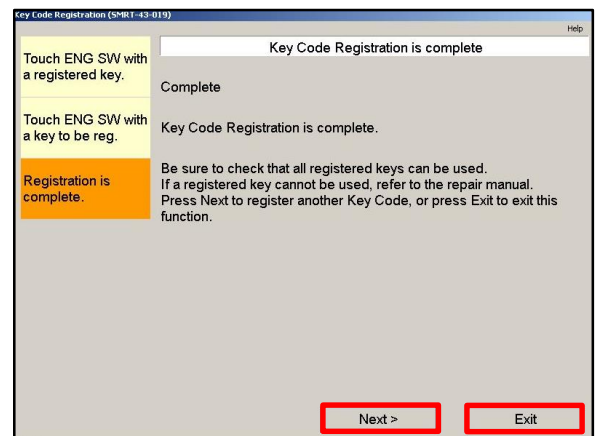 Key Code Registration (SMRT-43-019)
Help
Touch ENG SW with
a registered key.
Touch ENG SW with
a key to be reg.
Registration is
complete.
Key Code Registration is complete
Complete
Key Code Registration is complete.
Be sure to check that all registered keys can be used.
If a registered key cannot be used, refer to the repair manual.
Press Next to register another Key Code, or press Exit to exit this
function.
Next >
Exit